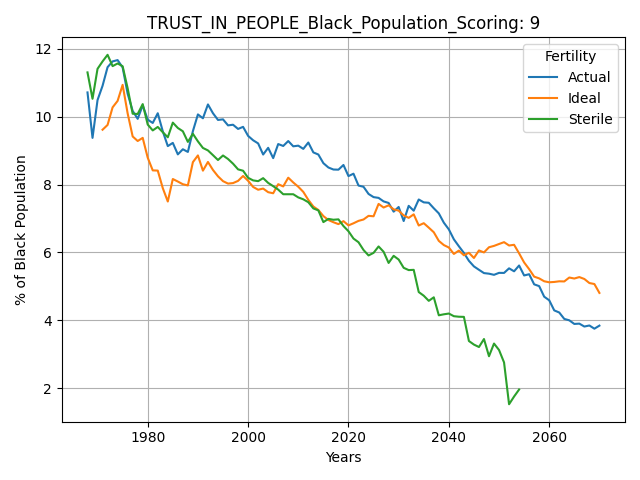 TRUST_IN_PEOPLE_Black_Population_Scoring: 9
12
10
8
6
4
2
% of Black Population
Fertility
Actual
Ideal
Sterile
1980
2000
2020
2040
2060
Years